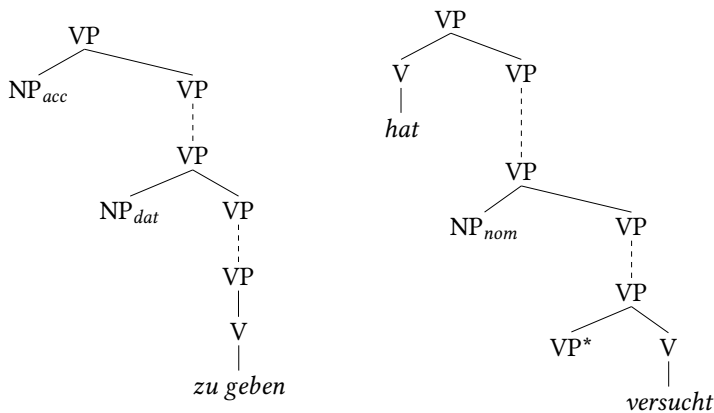 VP VP
NP_acc VP V VP
hat
VP VP
NP_dat VP NP_nom VP
VP VP
V VP* V
zu geben versucht